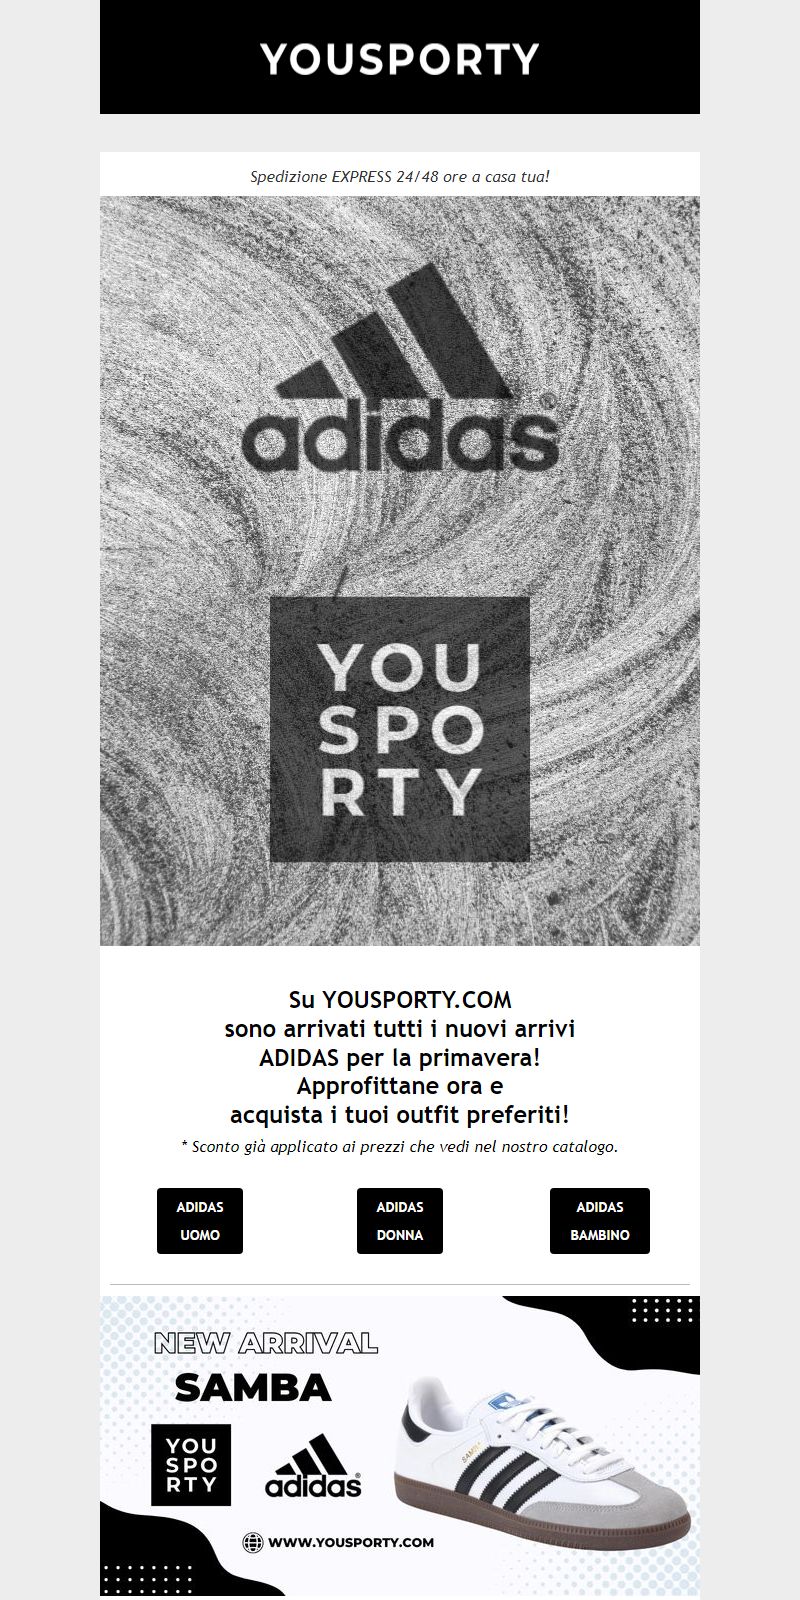 YOUSPORTY
Spedizione EXPRESS 24/48 ore a casa tua!
adidas®
YOU
SPO
RTY
Su YOUSPORTY.COM
sono arrivati tutti i nuovi arrivi
ADIDAS per la primavera!
Approfittane ora e
acquista i tuoi outfit preferiti!
* Sconto già applicato ai prezzi che vedi nel nostro catalogo.
ADIDAS
UOMO
ADIDAS
DONNA
ADIDAS
BAMBINO
NEW ARRIVAL
SAMBA
YOU
SPO
RTY
adidas®
SAMBA
WWW.YOUSPORTY.COM